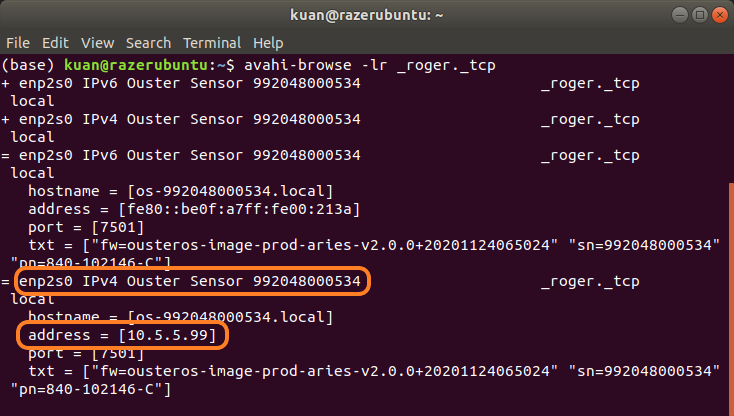 kuan@razerubuntu: ~
File Edit View Search Terminal Help
(base) kuan@razerubuntu:~$ avahi-browse -lr _roger._tcp
+ enp2s0 IPv6 Ouster Sensor 992048000534 _roger._tcp
local
+ enp2s0 IPv4 Ouster Sensor 992048000534 _roger._tcp
local
= enp2s0 IPv6 Ouster Sensor 992048000534 _roger._tcp
local
hostname = [os-992048000534.local]
address = [fe80::be0f:a7ff:fe00:213a]
port = [7501]
txt = ["fw=ousteros-image-prod-aries-v2.0.0+20201124065024" "sn=992048000534"
"pn=840-102146-C"]
= enp2s0 IPv4 Ouster Sensor 992048000534 _roger._tcp
local
hostname = [os-992048000534.local]
address = [10.5.5.99]
port = [7501]
txt = ["fw=ousteros-image-prod-aries-v2.0.0+20201124065024" "sn=992048000534"
"pn=840-102146-C"]